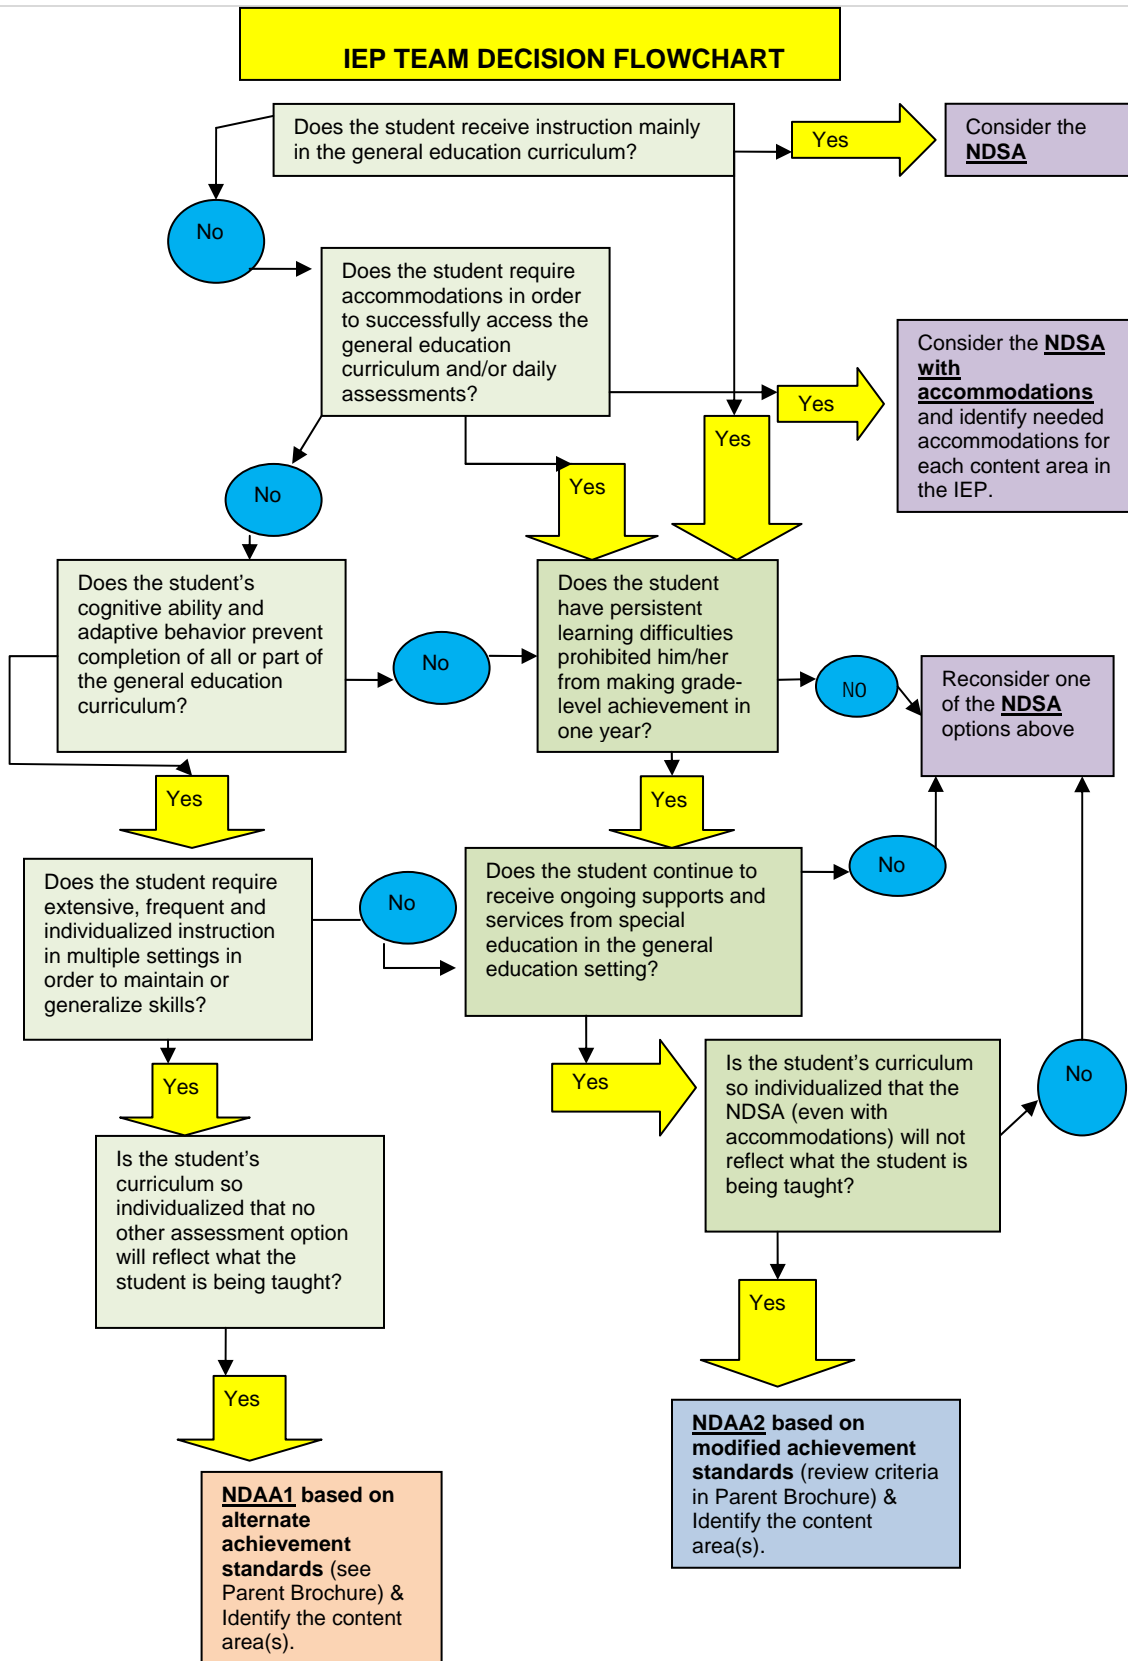 IEP TEAM DECISION FLOWCHART
Does the student receive instruction mainly
in the general education curriculum?
Yes
Consider the
NDSA
No
Does the student require
accommodations in order
to successfully access the
general education
curriculum and/or daily
assessments?
Yes
Consider the NDSA
with
accommodations
and identify needed
accommodations for
each content area in
the IEP.
Yes
Yes
No
Does the student’s
cognitive ability and
adaptive behavior prevent
completion of all or part of
the general education
curriculum?
No
Does the student
have persistent
learning difficulties
prohibited him/her
from making grade-
level achievement in
one year?
NO
Reconsider one
of the NDSA
options above
Yes
Yes
Does the student require
extensive, frequent and
individualized instruction
in multiple settings in
order to maintain or
generalize skills?
No
Does the student continue to
receive ongoing supports and
services from special
education in the general
education setting?
No
Yes
Yes
Is the student’s curriculum
so individualized that the
NDSA (even with
accommodations) will not
reflect what the student is
being taught?
No
Is the student’s
curriculum so
individualized that no
other assessment option
will reflect what the
student is being taught?
Yes
Yes
NDAA2 based on
modified achievement
standards (review criteria
in Parent Brochure) &
Identify the content
area(s).
NDAA1 based on
alternate
achievement
standards (see
Parent Brochure) &
Identify the content
area(s).